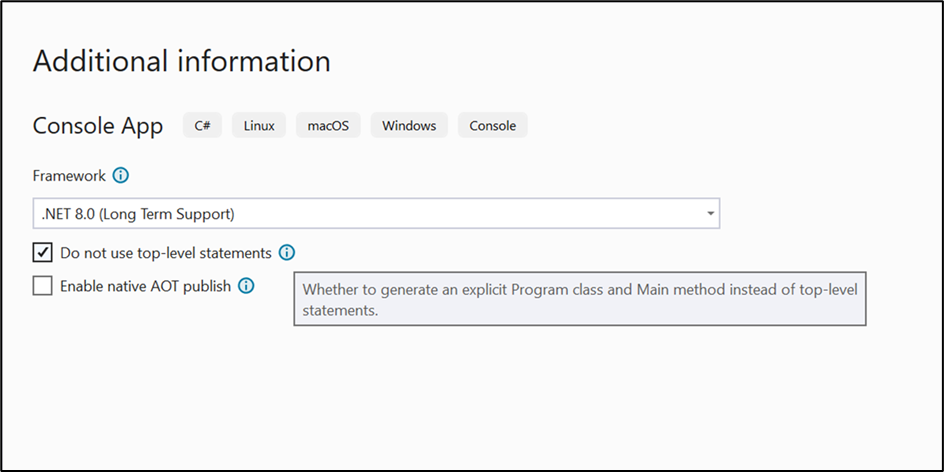 Additional information
Console App C# Linux macOS Windows Console
Framework
.NET 8.0 (Long Term Support)
Do not use top-level statements
Enable native AOT publish
Whether to generate an explicit Program class and Main method instead of top-level
statements.